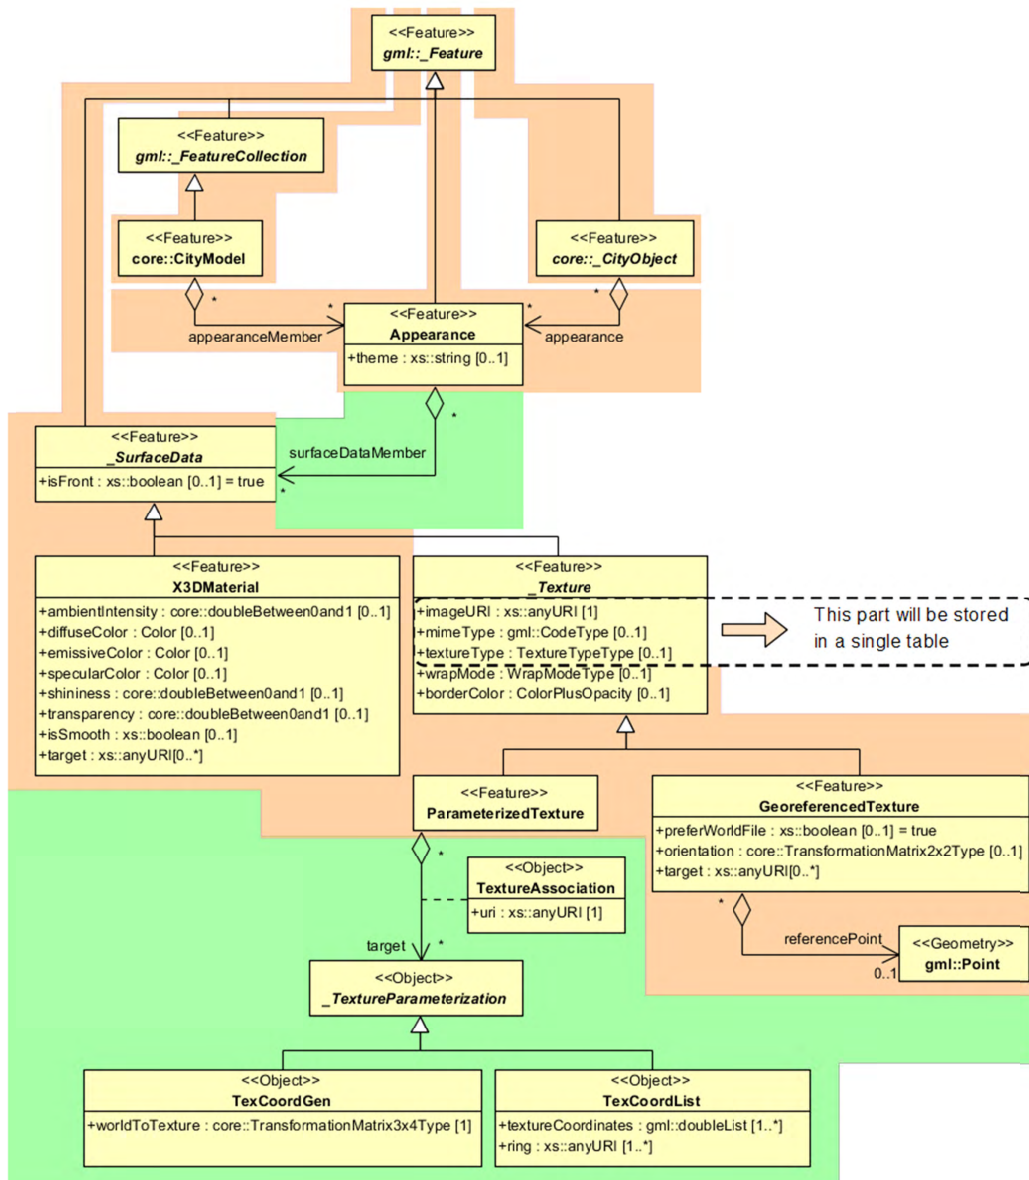 <<Feature>>
gml::_Feature
<<Feature>>
gml::_FeatureCollection
<<Feature>>
core::CityModel
<<Feature>>
core::_CityObject
*
*
*
*
appearanceMember
appearance
<<Feature>>
Appearance
+theme : xs::string [0..1]
*
surfaceDataMember
*
<<Feature>>
_SurfaceData
+isFront : xs::boolean [0..1] = true
<<Feature>>
X3DMaterial
+ambientIntensity : core::doubleBetween0and1 [0..1]
+diffuseColor : Color [0..1]
+emissiveColor : Color [0..1]
+specularColor : Color [0..1]
+shininess : core::doubleBetween0and1 [0..1]
+transparency : core::doubleBetween0and1 [0..1]
+isSmooth : xs::boolean [0..1]
+target : xs::anyURI[0..*]
<<Feature>>
_Texture
+imageURI : xs::anyURI [1]
+mimeType : gml::CodeType [0..1]
+textureType : TextureTypeType [0..1]
+wrapMode : WrapModeType [0..1]
+borderColor : ColorPlusOpacity [0..1]
This part will be stored
in a single table
<<Feature>>
ParameterizedTexture
<<Feature>>
GeoreferencedTexture
+preferWorldFile : xs::boolean [0..1] = true
+orientation : core::TransformationMatrix2x2Type [0..1]
+target : xs::anyURI[0..*]
*
<<Object>>
TextureAssociation
+uri : xs::anyURI [1]
*
referencePoint
0..1
<<Geometry>>
gml::Point
target
*
<<Object>>
_TextureParameterization
<<Object>>
TexCoordGen
+worldToTexture : core::TransformationMatrix3x4Type [1]
<<Object>>
TexCoordList
+textureCoordinates : gml::doubleList [1..*]
+ring : xs::anyURI [1..*]